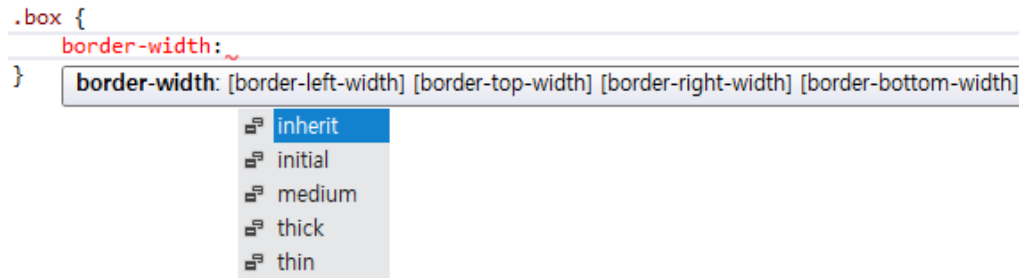 .box {
border-width:
}
border-width: [border-left-width] [border-top-width] [border-right-width] [border-bottom-width]
inherit
initial
medium
thick
thin